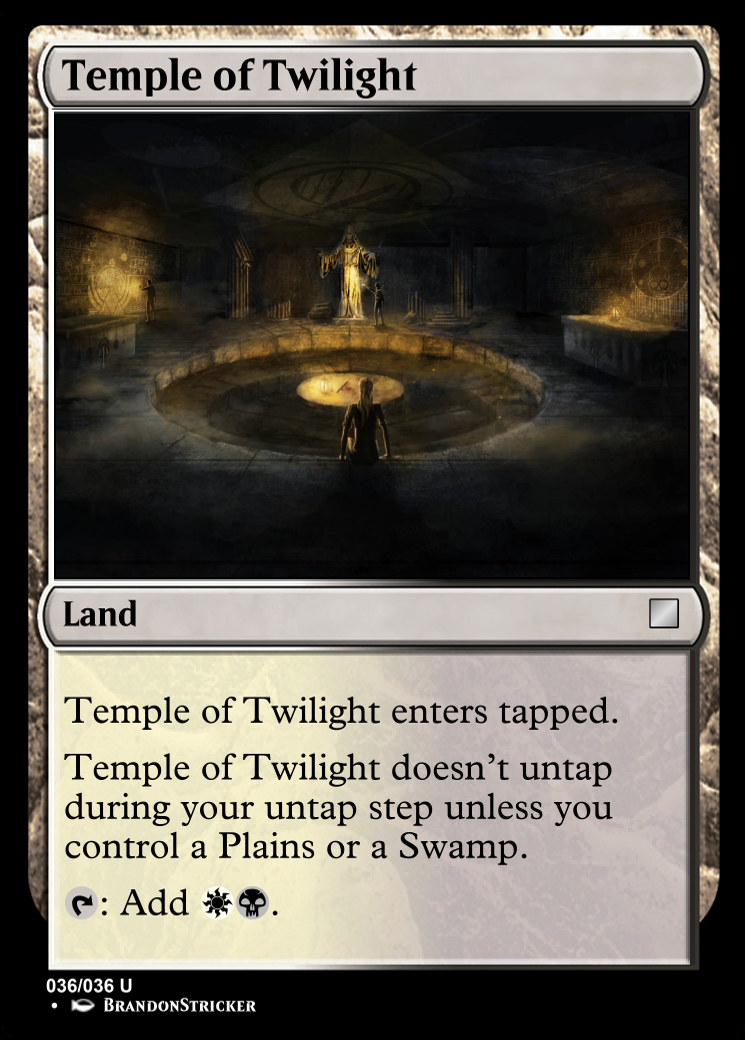 Temple of Twilight
Land
Temple of Twilight enters tapped.
Temple of Twilight doesn't untap
during your untap step unless you
control a Plains or a Swamp.
: Add .
036/036 U
• BRANDONSTRICKER